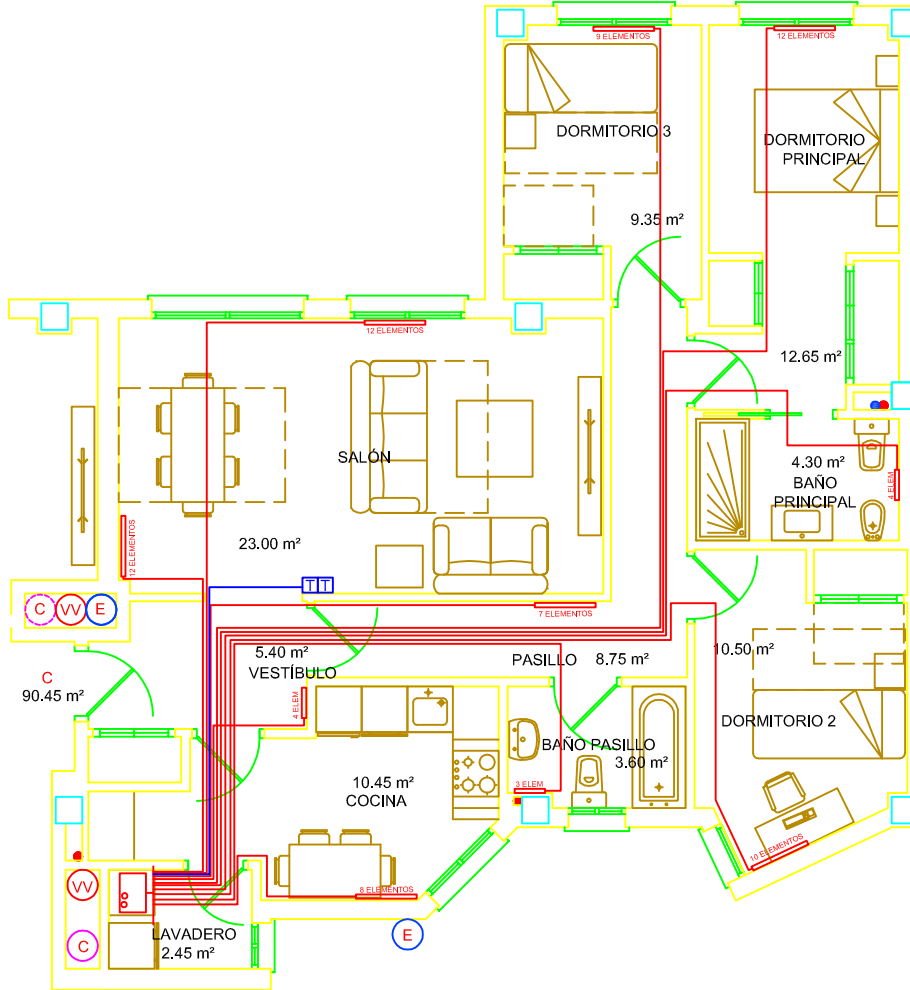 9 ELEMENTOS
12 ELEMENTOS
DORMITORIO 3
DORMITORIO
PRINCIPAL
9.35 m²
12 ELEMENTOS
12.65 m²
SALÓN
4.30 m²
BAÑO
PRINCIPAL
4 ELEM
12 ELEMENTOS
23.00 m²
T T
C VV E
7 ELEMENTOS
5.40 m²
VESTÍBULO
PASILLO 8.75 m²
10.50 m²
C
90.45 m²
4 ELEM
DORMITORIO 2
BAÑO PASILLO
3.60 m²
10.45 m²
COCINA
3 ELEM
10 ELEMENTOS
VV
8 ELEMENTOS
C
LAVADERO
2.45 m²
E